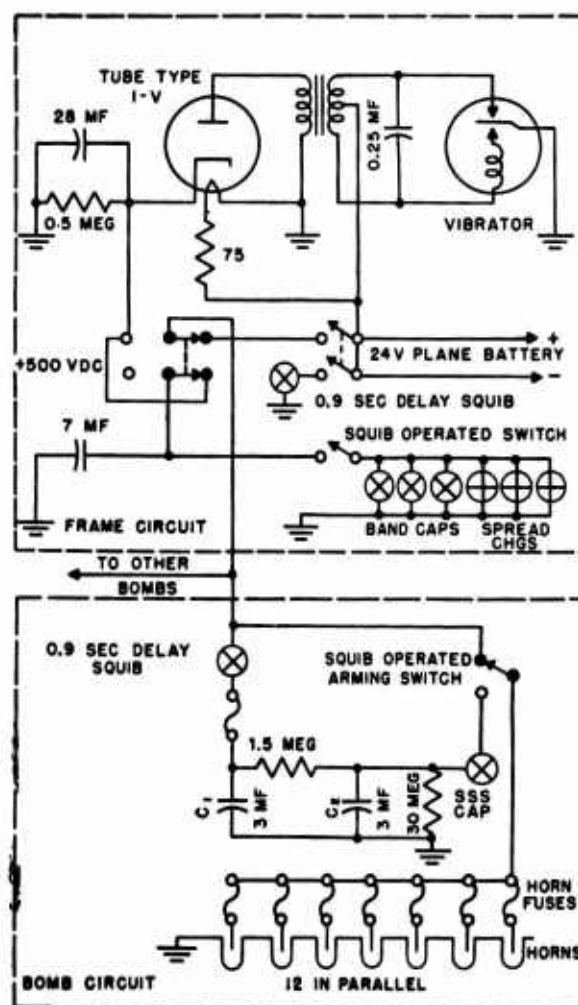 TUBE TYPE
1-V
28 MF
0.5 MEG
0.25 MF
VIBRATOR
75
+500 VDC
24V PLANE BATTERY
+
−
0.9 SEC DELAY SQUIB
7 MF
SQUIB OPERATED SWITCH
FRAME CIRCUIT
BAND CAPS
SPREAD
CHGS
TO OTHER
BOMBS
0.9 SEC DELAY
SQUIB
SQUIB OPERATED
ARMING SWITCH
1.5 MEG
C1
3 MF
C2
3 MF
30 MEG
SSS
CAP
HORN
FUSES
HORNS
BOMB CIRCUIT
12 IN PARALLEL